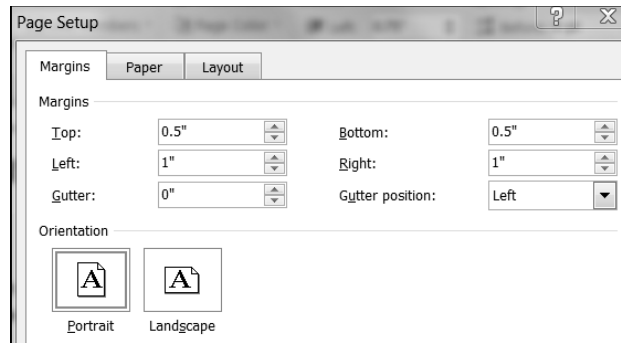 Page Setup
Margins Paper Layout
Margins
Top: 0.5" Bottom: 0.5"
Left: 1" Right: 1"
Gutter: 0" Gutter position: Left
Orientation
A A
Portrait Landscape